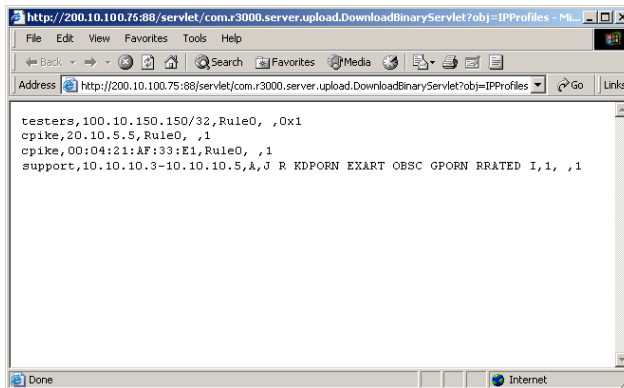 http://200.10.100.75:88/servlet/com.r3000.server.upload.DownloadBinaryServlet?obj=IPProfiles - Mi...
File Edit View Favorites Tools Help
Back Search Favorites Media
Address http://200.10.100.75:88/servlet/com.r3000.server.upload.DownloadBinaryServlet?obj=IPProfiles Go Links
testers,100.10.150.150/32,Rule0, ,0x1
cpike,20.10.5.5,Rule0, ,1
cpike,00:04:21:AF:33:E1,Rule0, ,1
support,10.10.10.3-10.10.10.5,A,J R KDPORN EXART OBSC GPORN RRATED I,1, ,1
Done Internet